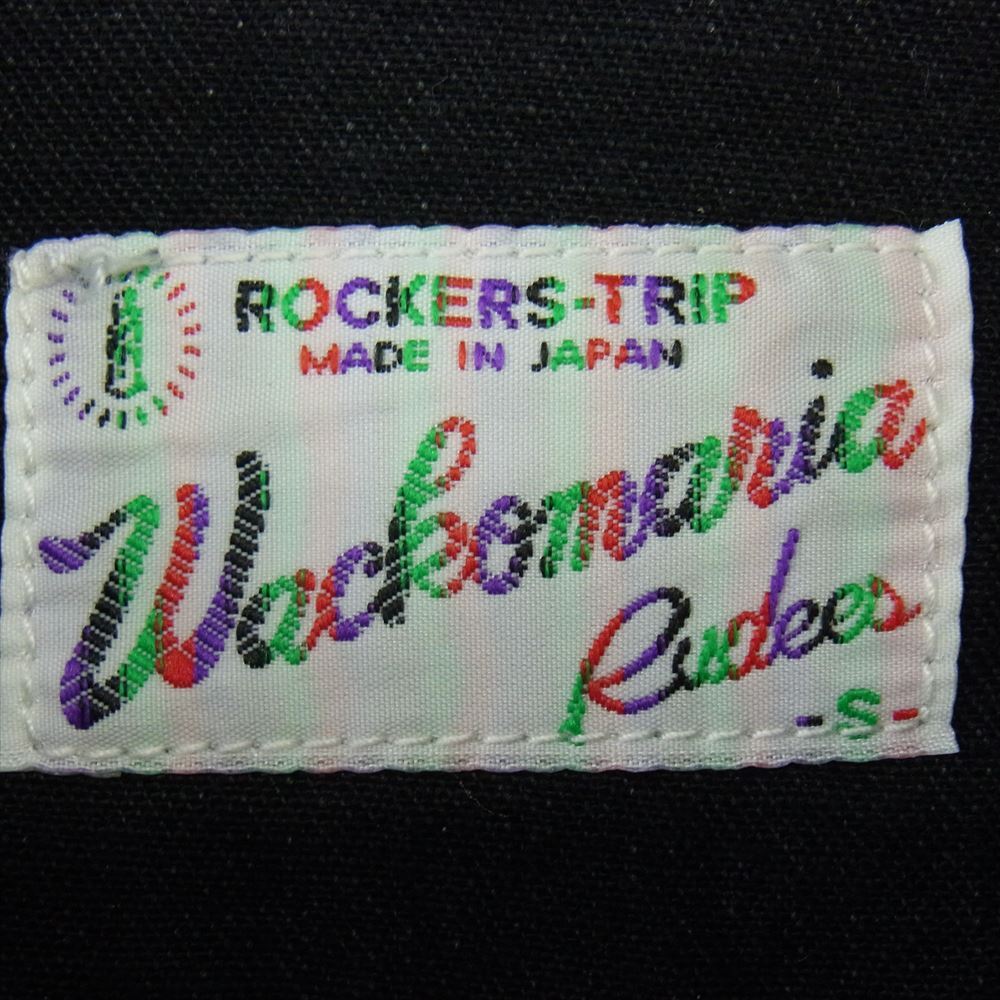 ROCKERS-TRIP
MADE IN JAPAN
Wackomaria
Rudees
-S-